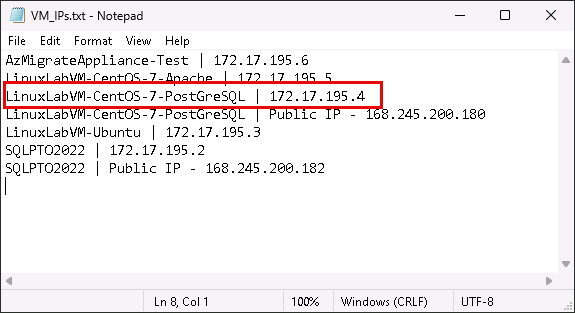 VM_IPs.txt - Notepad
File Edit Format View Help
AzMigrateAppliance-Test | 172.17.195.6
LinuxLabVM-CentOS-7-Apache | 172.17.195.5
LinuxLabVM-CentOS-7-PostGreSQL | 172.17.195.4
LinuxLabVM-CentOS-7-PostGreSQL | Public IP - 168.245.200.180
LinuxLabVM-Ubuntu | 172.17.195.3
SQLPTO2022 | 172.17.195.2
SQLPTO2022 | Public IP - 168.245.200.182
Ln 8, Col 1 100% Windows (CRLF) UTF-8